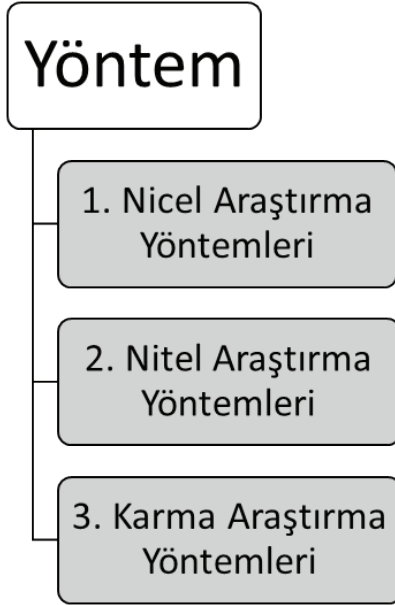 Yöntem
1. Nicel Araştırma
Yöntemleri
2. Nitel Araştırma
Yöntemleri
3. Karma Araştırma
Yöntemleri